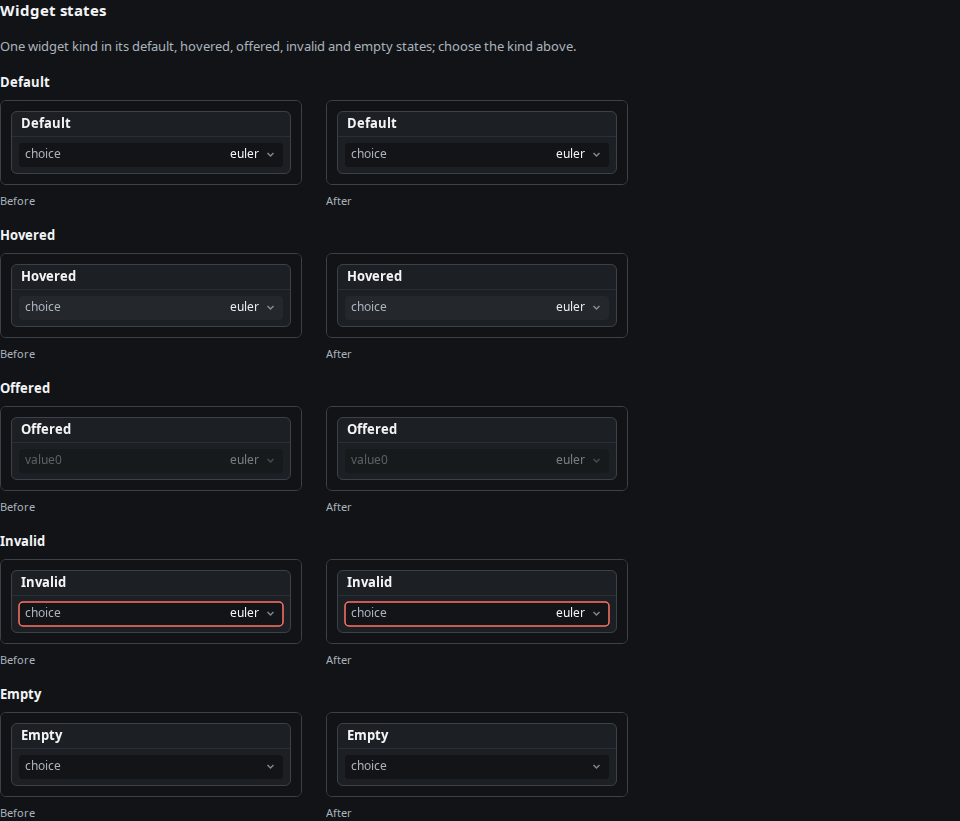 Widget states
One widget kind in its default, hovered, offered, invalid and empty states; choose the kind above.
Default
Default
Default
choice euler
choice euler
Before
After
Hovered
Hovered
Hovered
choice euler
choice euler
Before
After
Offered
Offered
Offered
value0 euler
value0 euler
Before
After
Invalid
Invalid
Invalid
choice euler
choice euler
Before
After
Empty
Empty
Empty
choice
choice
Before
After